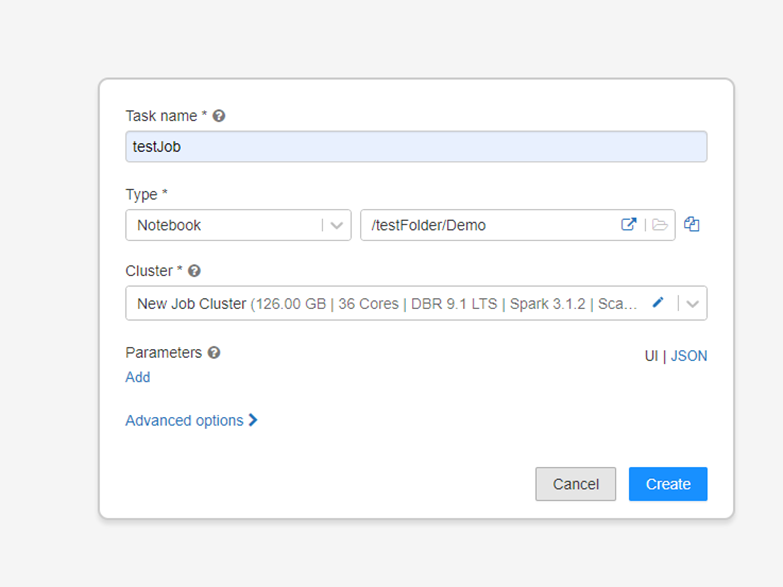 Task name *
testJob
Type *
Notebook /testFolder/Demo
Cluster *
New Job Cluster (126.00 GB | 36 Cores | DBR 9.1 LTS | Spark 3.1.2 | Sca...
Parameters UI | JSON
Add
Advanced options
Cancel Create